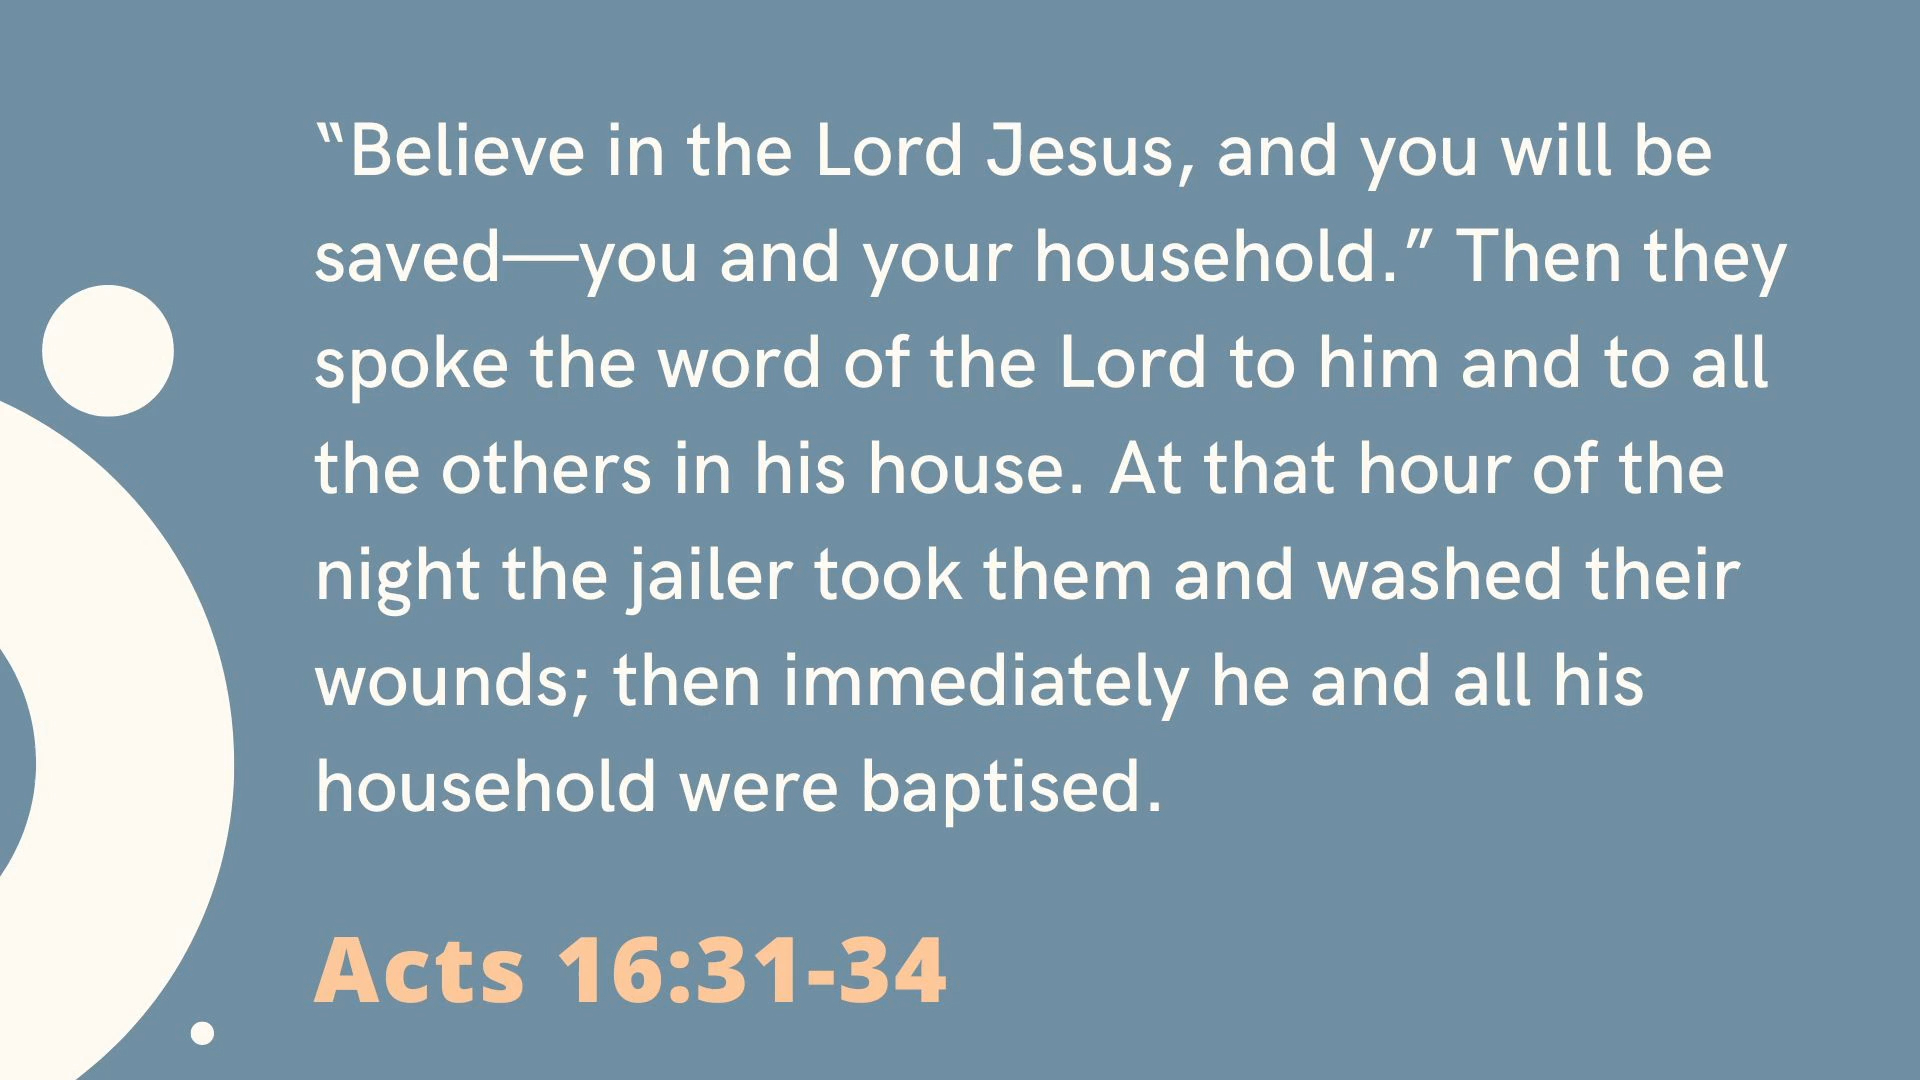 “Believe in the Lord Jesus, and you will be
saved—you and your household.” Then they
spoke the word of the Lord to him and to all
the others in his house. At that hour of the
night the jailer took them and washed their
wounds; then immediately he and all his
household were baptised.
Acts 16:31-34